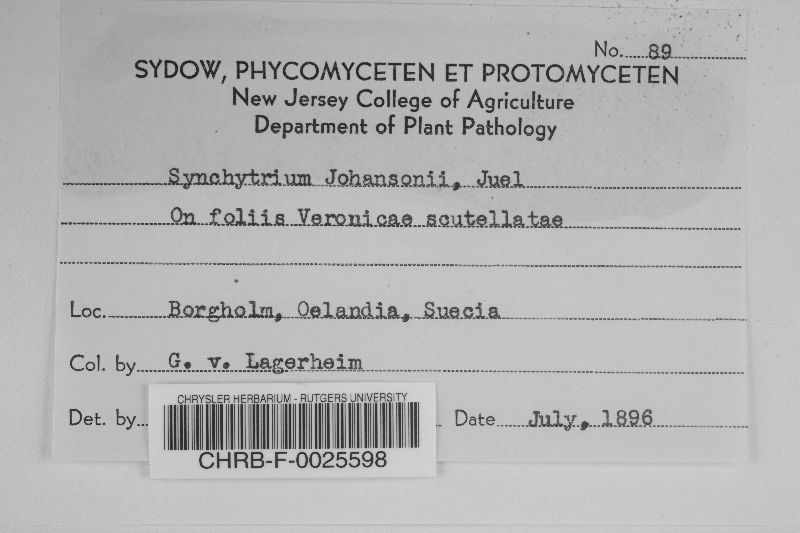 No. 89
SYDOW, PHYCOMYCETEN ET PROTOMYCETEN
New Jersey College of Agriculture
Department of Plant Pathology
Synchytrium Johansonii, Juel
On foliis Veronicae scutellatae
Loc. Borgholm, Oelandia, Suecia
Col. by G. v. Lagerheim
Det. by Date July, 1896
CHRYSLER HERBARIUM - RUTGERS UNIVERSITY
CHRB-F-0025598